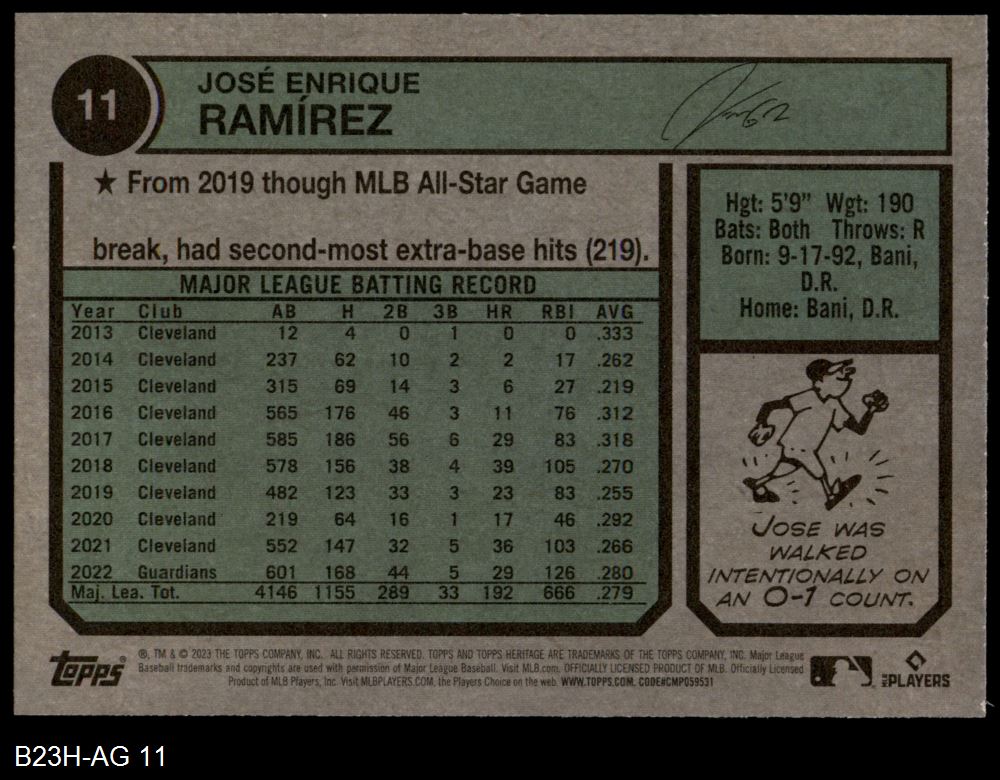 11
JOSÉ ENRIQUE
RAMÍREZ
★ From 2019 though MLB All-Star Game
break, had second-most extra-base hits (219).
MAJOR LEAGUE BATTING RECORD
Year Club AB H 2B 3B HR RBI AVG
2013 Cleveland 12 4 0 1 0 0 .333
2014 Cleveland 237 62 10 2 2 17 .262
2015 Cleveland 315 69 14 3 6 27 .219
2016 Cleveland 565 176 46 3 11 76 .312
2017 Cleveland 585 186 56 6 29 83 .318
2018 Cleveland 578 156 38 4 39 105 .270
2019 Cleveland 482 123 33 3 23 83 .255
2020 Cleveland 219 64 16 1 17 46 .292
2021 Cleveland 552 147 32 5 36 103 .266
2022 Guardians 601 168 44 5 29 126 .280
Maj. Lea. Tot. 4146 1155 289 33 192 666 .279
Hgt: 5'9" Wgt: 190
Bats: Both Throws: R
Born: 9-17-92, Bani,
D.R.
Home: Bani, D.R.
JOSE WAS
WALKED
INTENTIONALLY ON
AN 0-1 COUNT.
Topps®
®, TM & © 2023 THE TOPPS COMPANY, INC. ALL RIGHTS RESERVED. TOPPS AND TOPPS HERITAGE ARE TRADEMARKS OF THE TOPPS COMPANY, INC. Major League
Baseball trademarks and copyrights are used with permission of Major League Baseball. Visit MLB.com. OFFICIALLY LICENSED PRODUCT OF MLB. Officially Licensed
Product of MLB Players, Inc. Visit MLBPLAYERS.COM, the Players Choice on the web. WWW.TOPPS.COM. CODE#CMP059531
MLB PLAYERS
B23H-AG 11